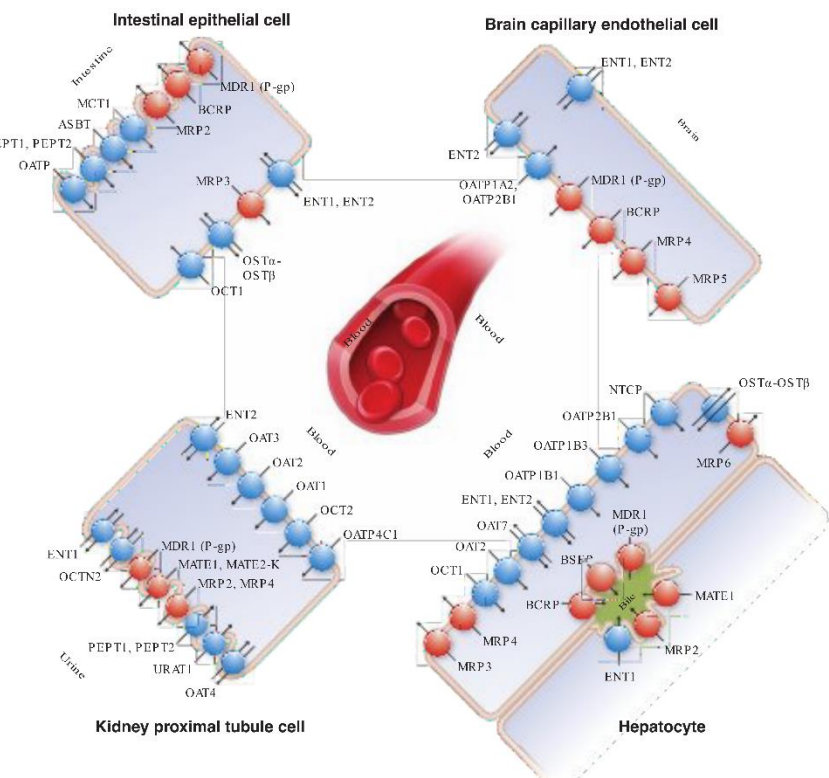 Intestinal epithelial cell
Intestine
MDR1 (P-gp)
BCRP
MRP2
MCT1
ASBT
PT1, PEPT2
OATP
MRP3
ENT1, ENT2
OSTα-
OSTβ
OCT1
Brain capillary endothelial cell
ENT1, ENT2
Brain
ENT2
OATP1A2,
OATP2B1
MDR1 (P-gp)
BCRP
MRP4
MRP5
Blood
Blood
Blood
Blood
ENT2
OAT3
OAT2
OAT1
OCT2
OATP4C1
ENT1
OCTN2
MDR1 (P-gp)
MATE1, MATE2-K
MRP2, MRP4
PEPT1, PEPT2
URAT1
OAT4
Urine
Kidney proximal tubule cell
OSTα-OSTβ
NTCP
OATP2B1
OATP1B3
OATP1B1
ENT1, ENT2
OAT7
OAT2
OCT1
MRP6
MDR1
(P-gp)
BSEP
BCRP
Bile
MATE1
MRP2
ENT1
MRP4
MRP3
Hepatocyte